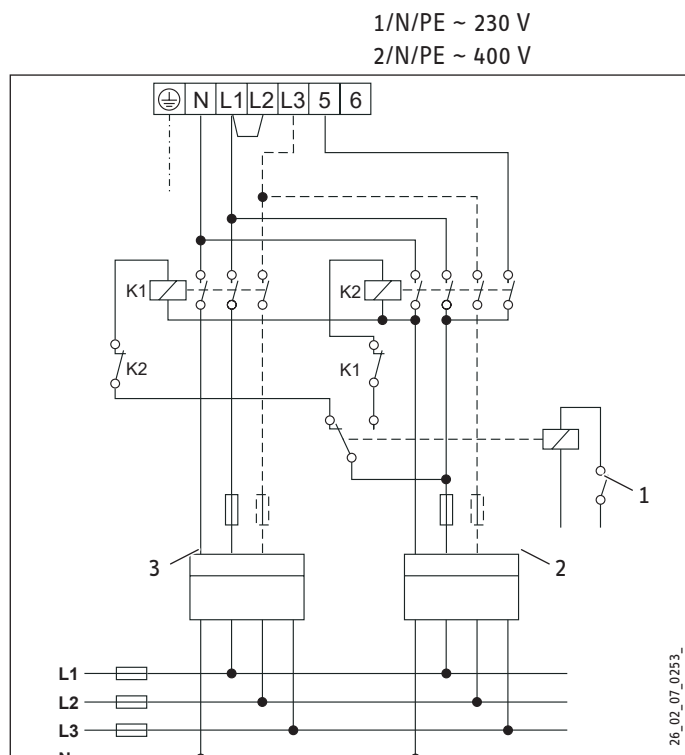 1/N/PE ~ 230 V
2/N/PE ~ 400 V
N L1 L2 L3 5 6
K1 K2
K2 K1
1
3 2
L1
L2
L3
N
26_02_07_0253_